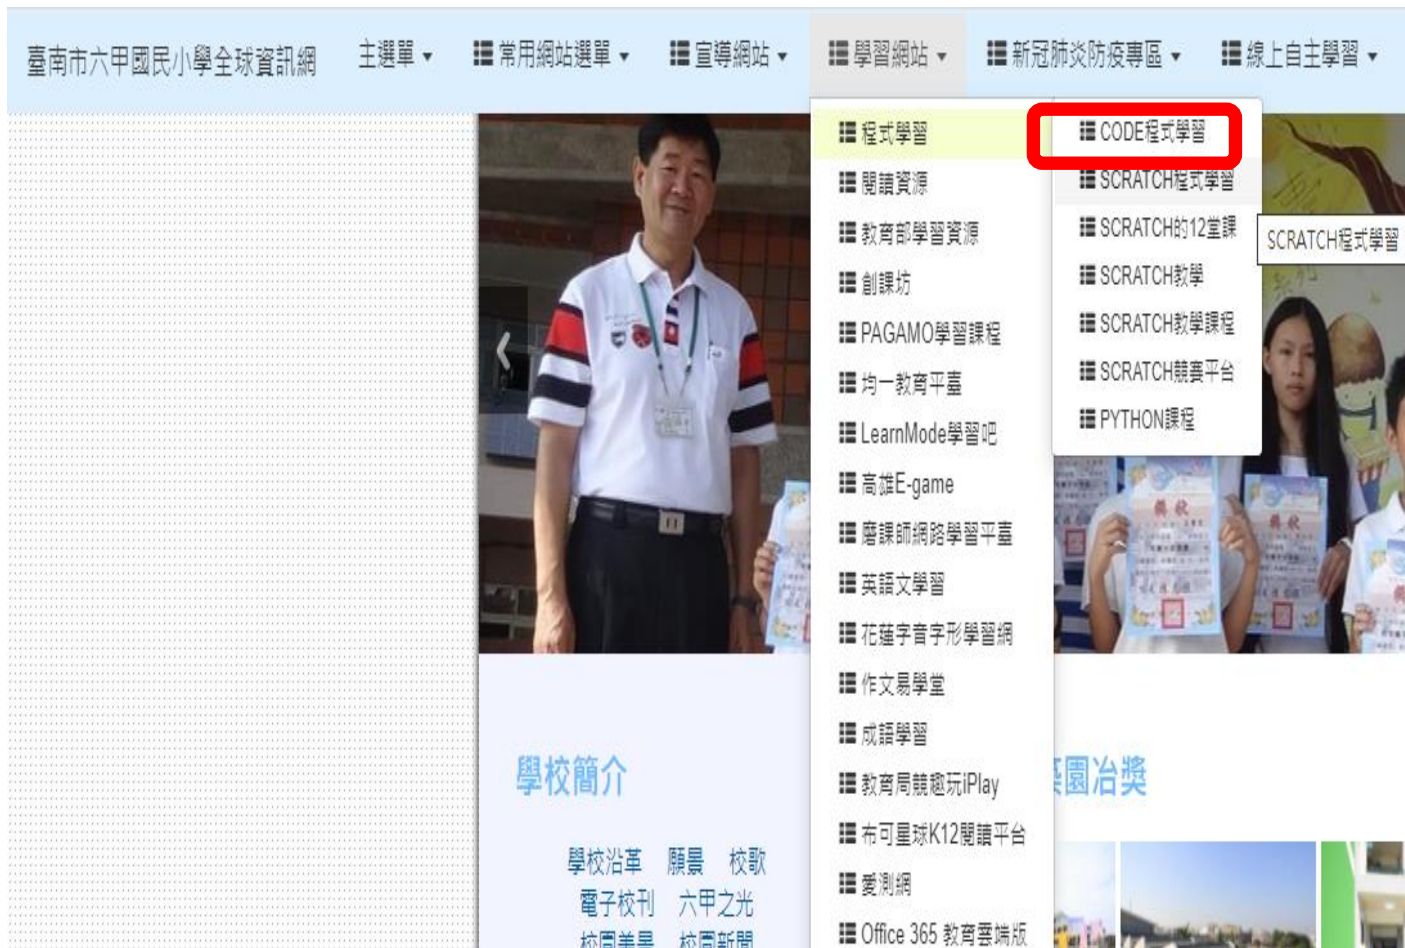 臺南市六甲國民小學全球資訊網 主選單 常用網站選單 宣導網站 學習網站 新冠肺炎防疫專區 線上自主學習
程式學習
閱讀資源
教育部學習資源
創課坊
PAGAMO學習課程
均一教育平臺
LearnMode學習吧
高雄E-game
磨課師網路學習平臺
英語文學習
花蓮字音字形學習網
作文易學堂
成語學習
教育局競趣玩iPlay
布可星球K12閱讀平台
愛測網
Office 365 教育雲端版
CODE程式學習
SCRATCH程式學習
SCRATCH的12堂課
SCRATCH教學
SCRATCH教學課程
SCRATCH競賽平台
PYTHON課程
SCRATCH程式學習
獎狀
獎狀
學校簡介
學校沿革 願景 校歌
電子校刊 六甲之光
校園美景 校園新聞
園冶獎